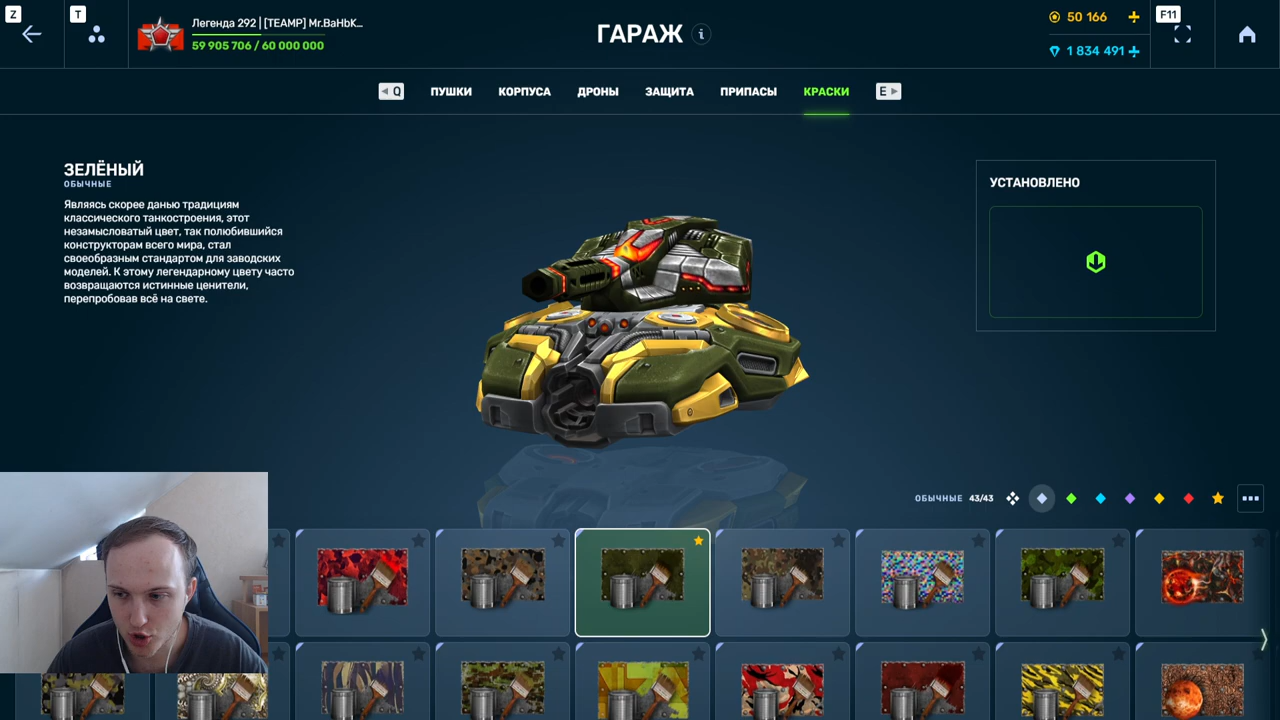 Z
T
Легенда 292 | [TEAMP] Mr.BaHbK...
59 905 706 / 60 000 000
ГАРАЖ
i
50 166
F11
1 834 491
Q
ПУШКИ
КОРПУСА
ДРОНЫ
ЗАЩИТА
ПРИПАСЫ
КРАСКИ
E
ЗЕЛЁНЫЙ
ОБЫЧНЫЕ
Являясь скорее данью традициям
классического танкостроения, этот
незамысловатый цвет, так полюбившийся
конструкторам всего мира, стал
своеобразным стандартом для заводских
моделей. К этому легендарному цвету часто
возвращаются истинные ценители,
перепробовав всё на свете.
УСТАНОВЛЕНО
ОБЫЧНЫЕ 43/43